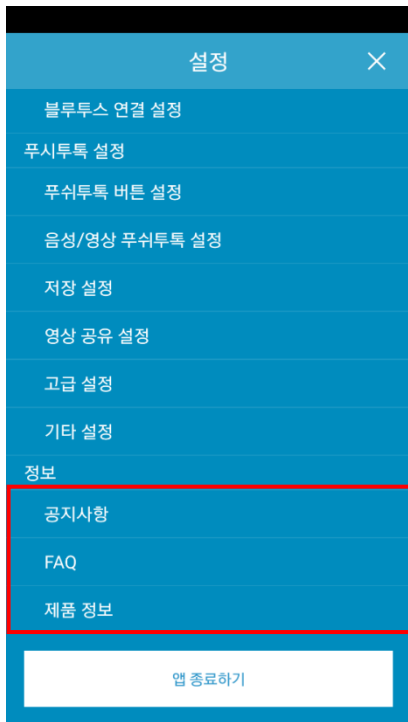 설정
블루투스 연결 설정
푸시투톡 설정
푸쉬투톡 버튼 설정
음성/영상 푸쉬투톡 설정
저장 설정
영상 공유 설정
고급 설정
기타 설정
정보
공지사항
FAQ
제품 정보
앱 종료하기